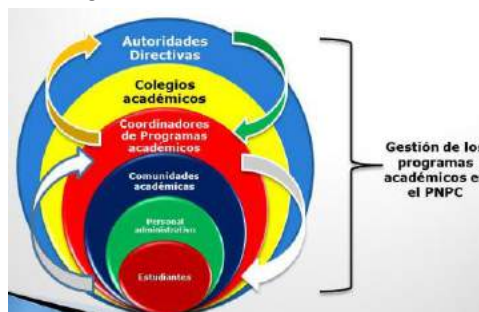 Autoridades
Directivas
Colegios
académicos
Coordinadores
de Programas
académicos
Comunidades
académicas
Personal
administrativo
Estudiantes
Gestión de los
programas
académicos e
el PNPC